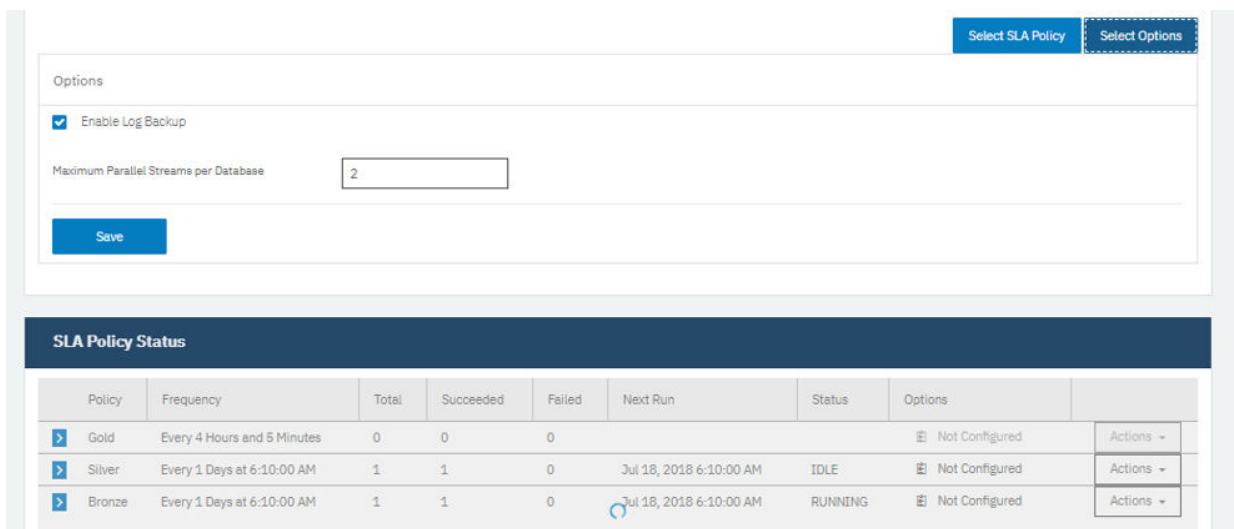 Select SLA Policy Select Options
Options
Enable Log Backup
Maximum Parallel Streams per Database 2
Save
SLA Policy Status
Policy Frequency Total Succeeded Failed Next Run Status Options
Gold Every 4 Hours and 5 Minutes 0 0 0 Not Configured Actions
Silver Every 1 Days at 6:10:00 AM 1 1 0 Jul 18, 2018 6:10:00 AM IDLE Not Configured Actions
Bronze Every 1 Days at 6:10:00 AM 1 1 0 Jul 18, 2018 6:10:00 AM RUNNING Not Configured Actions